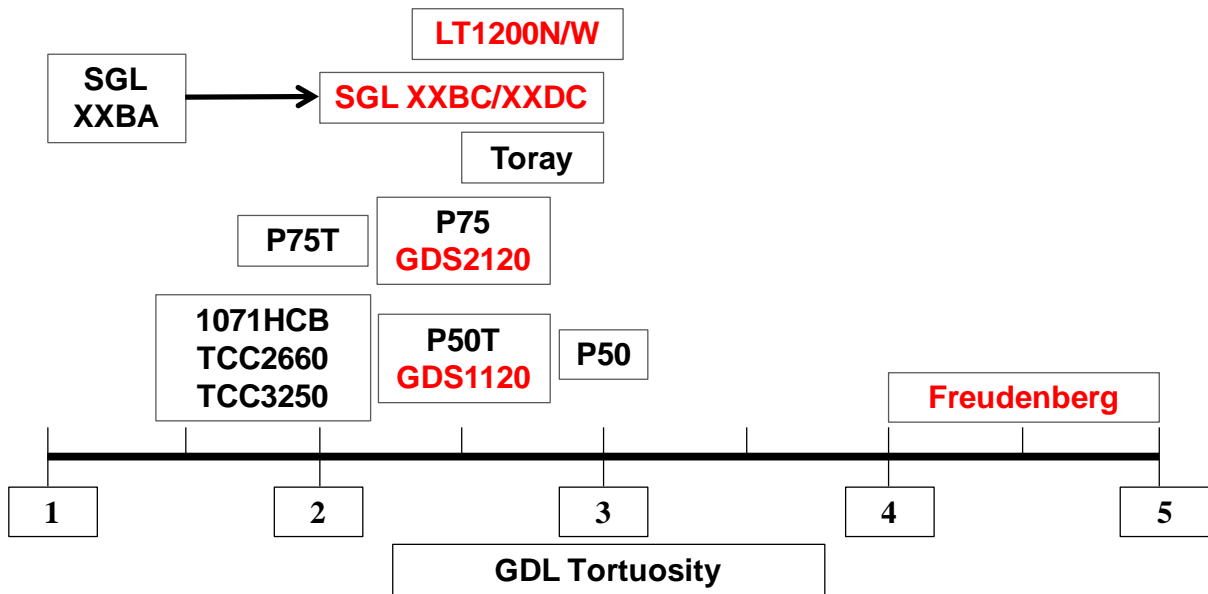 LT1200N/W
SGL
XXBA
SGL XXBC/XXDC
Toray
P75T
P75
GDS2120
1071HCB
TCC2660
TCC3250
P50T
GDS1120
P50
Freudenberg
1
2
3
4
5
GDL Tortuosity